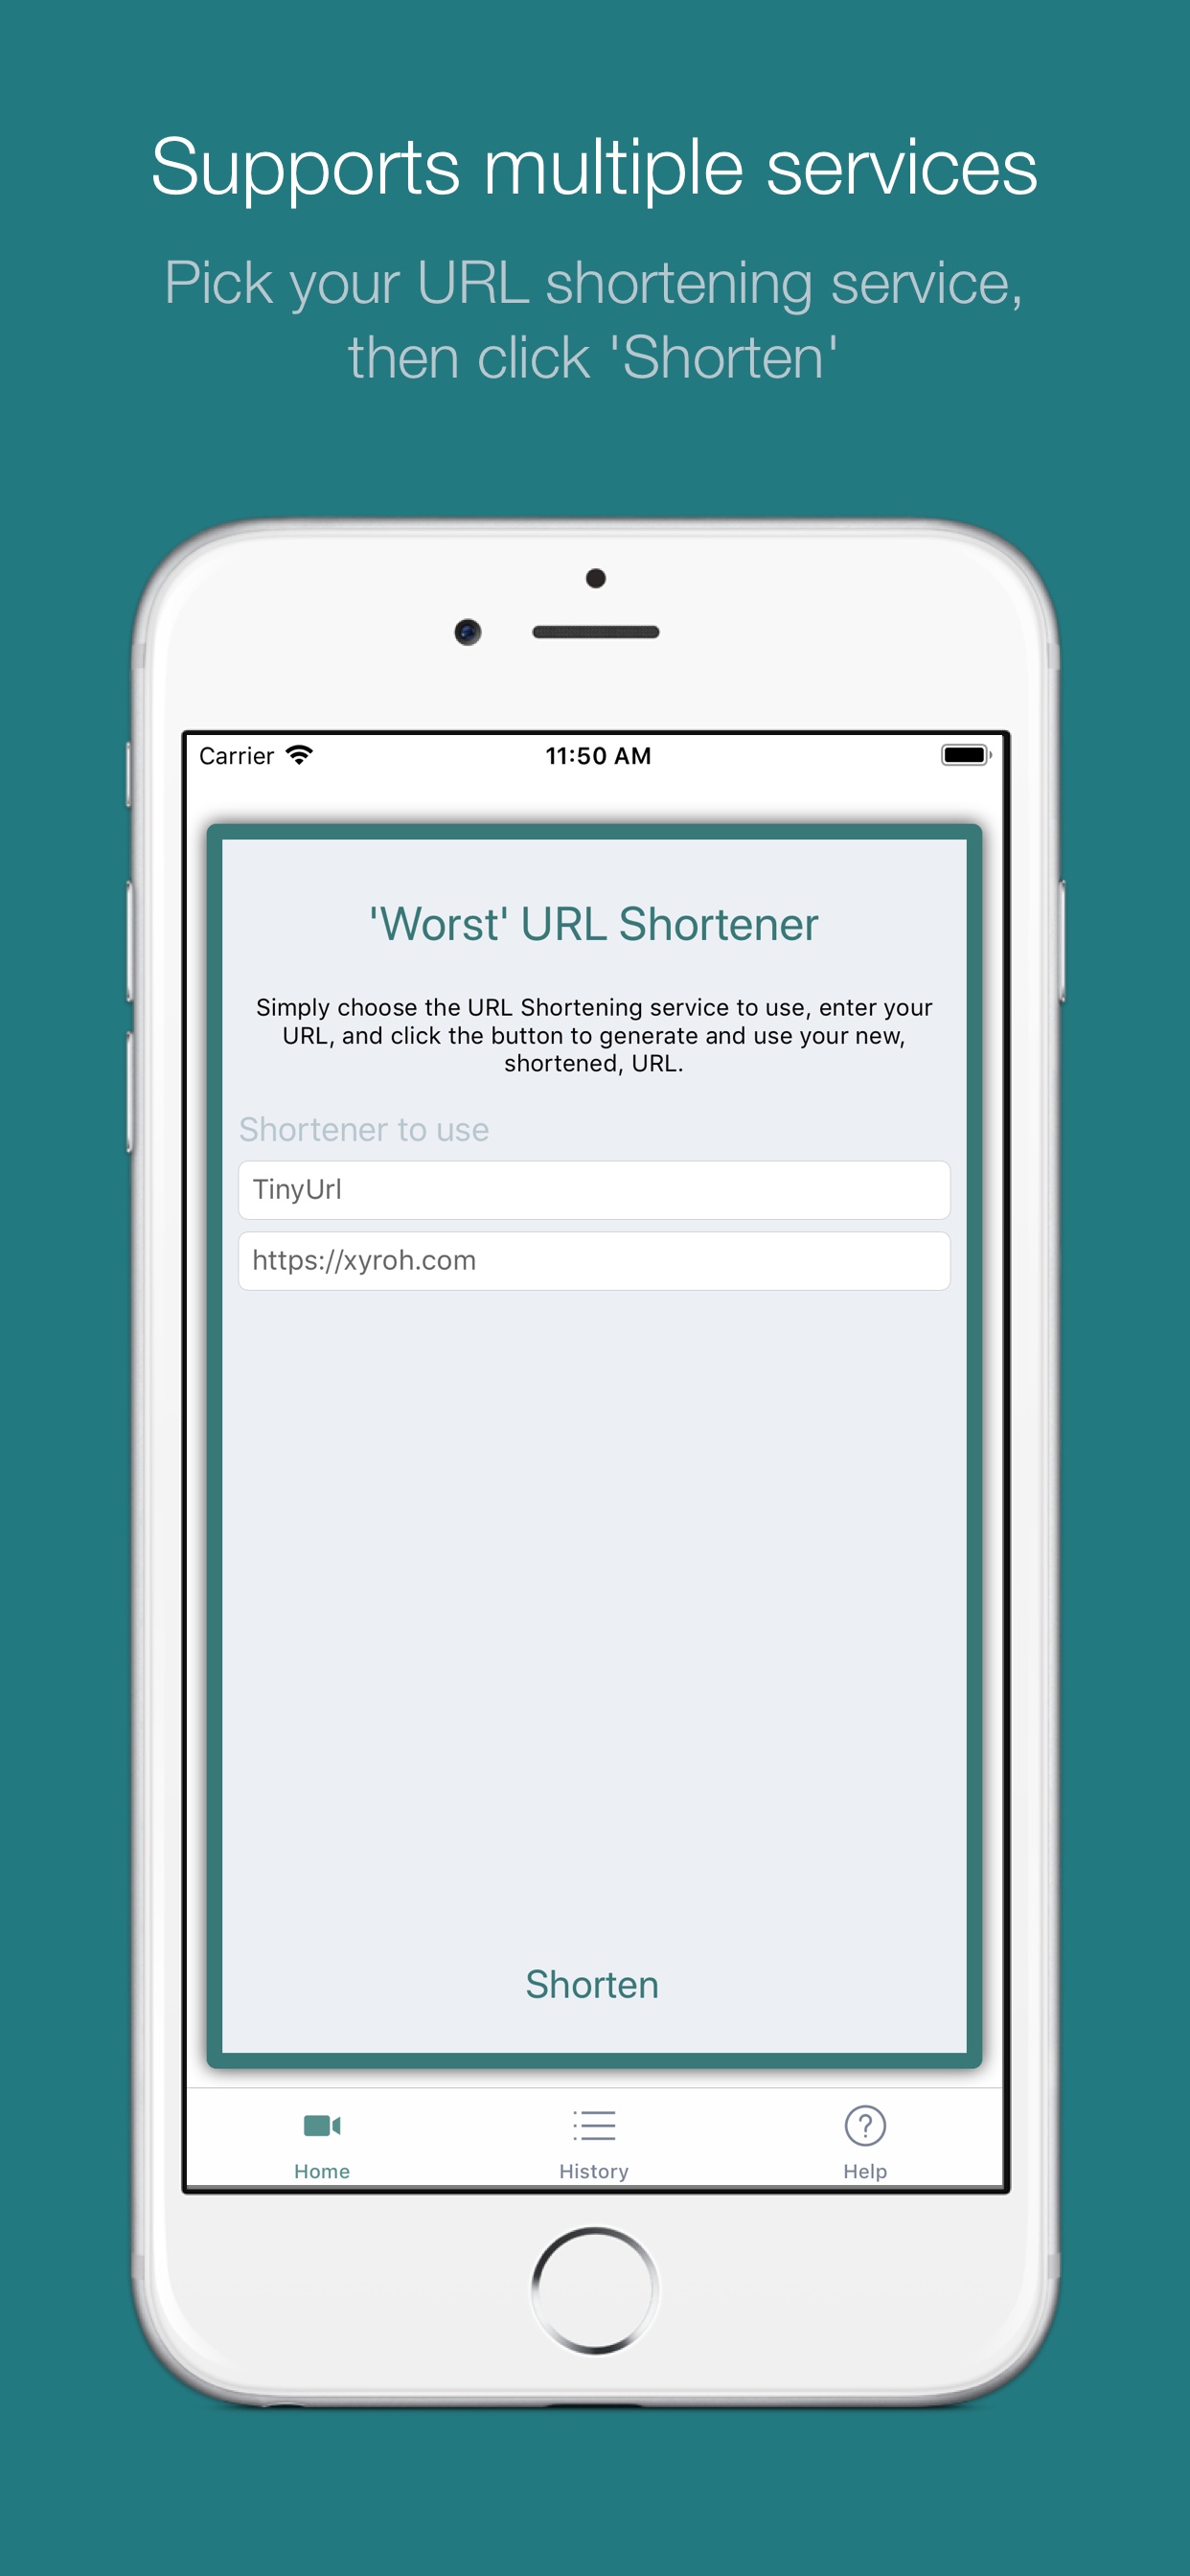 Supports multiple services
Pick your URL shortening service,
then click 'Shorten'
Carrier
11:50 AM
'Worst' URL Shortener
Simply choose the URL Shortening service to use, enter your
URL, and click the button to generate and use your new,
shortened, URL.
Shortener to use
TinyUrl
https://xyroh.com
Shorten
Home
History
Help